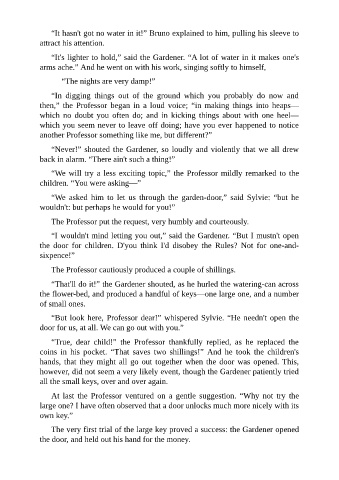 “It hasn't got no water in it!” Bruno explained to him, pulling his sleeve to
attract his attention.
“It's lighter to hold,” said the Gardener. “A lot of water in it makes one's
arms ache.” And he went on with his work, singing softly to himself,
“The nights are very damp!”
“In digging things out of the ground which you probably do now and
then,” the Professor began in a loud voice; “in making things into heaps—
which no doubt you often do; and in kicking things about with one heel—
which you seem never to leave off doing; have you ever happened to notice
another Professor something like me, but different?”
“Never!” shouted the Gardener, so loudly and violently that we all drew
back in alarm. “There ain't such a thing!”
“We will try a less exciting topic,” the Professor mildly remarked to the
children. “You were asking—”
“We asked him to let us through the garden-door,” said Sylvie: “but he
wouldn't: but perhaps he would for you!”
The Professor put the request, very humbly and courteously.
“I wouldn't mind letting you out,” said the Gardener. “But I mustn't open
the door for children. D'you think I'd disobey the Rules? Not for one-and-
sixpence!”
The Professor cautiously produced a couple of shillings.
“That'll do it!” the Gardener shouted, as he hurled the watering-can across
the flower-bed, and produced a handful of keys—one large one, and a number
of small ones.
“But look here, Professor dear!” whispered Sylvie. “He needn't open the
door for us, at all. We can go out with you.”
“True, dear child!” the Professor thankfully replied, as he replaced the
coins in his pocket. “That saves two shillings!” And he took the children's
hands, that they might all go out together when the door was opened. This,
however, did not seem a very likely event, though the Gardener patiently tried
all the small keys, over and over again.
At last the Professor ventured on a gentle suggestion. “Why not try the
large one? I have often observed that a door unlocks much more nicely with its
own key.”
The very first trial of the large key proved a success: the Gardener opened
the door, and held out his hand for the money.